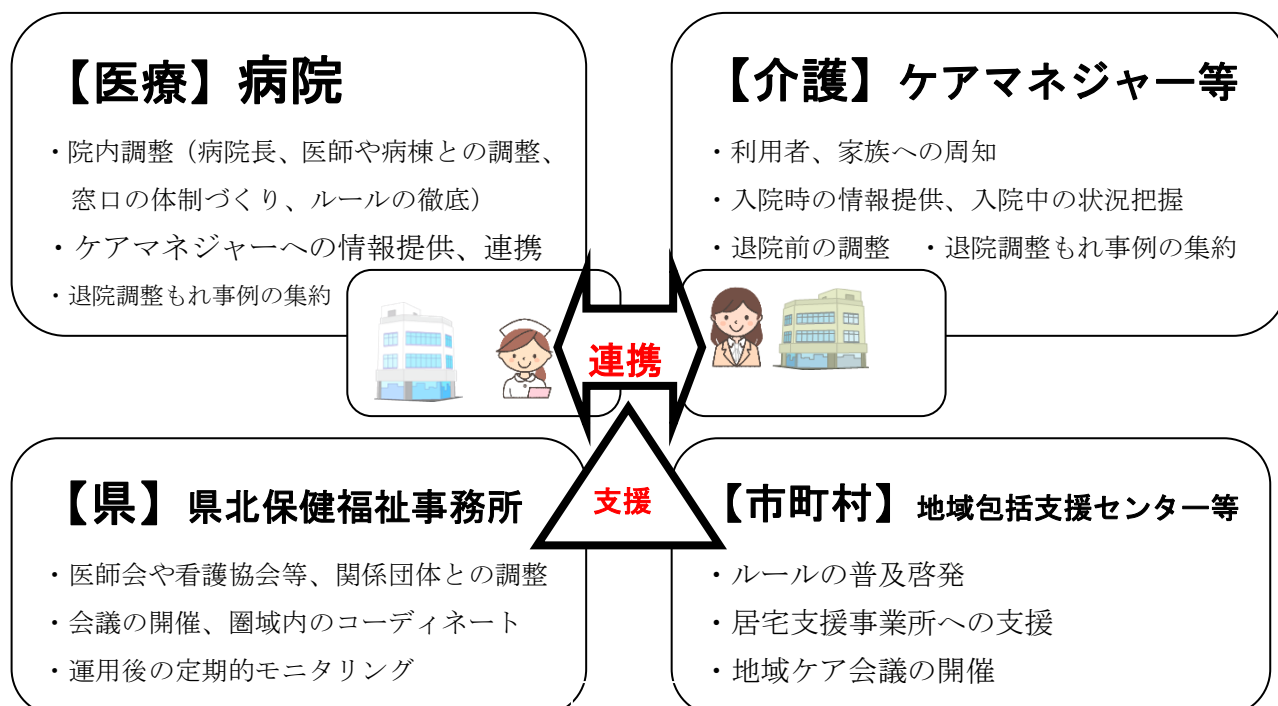 【医療】病院
・院内調整（病院長、医師や病棟との調整、
窓口の体制づくり、ルールの徹底）
・ケアマネジャーへの情報提供、連携
・退院調整もれ事例の集約
【介護】ケアマネジャー等
・利用者、家族への周知
・入院時の情報提供、入院中の状況把握
・退院前の調整　・退院調整もれ事例の集約
連携
支援
【県】県北保健福祉事務所
・医師会や看護協会等、関係団体との調整
・会議の開催、圏域内のコーディネート
・運用後の定期的モニタリング
【市町村】地域包括支援センター等
・ルールの普及啓発
・居宅支援事業所への支援
・地域ケア会議の開催